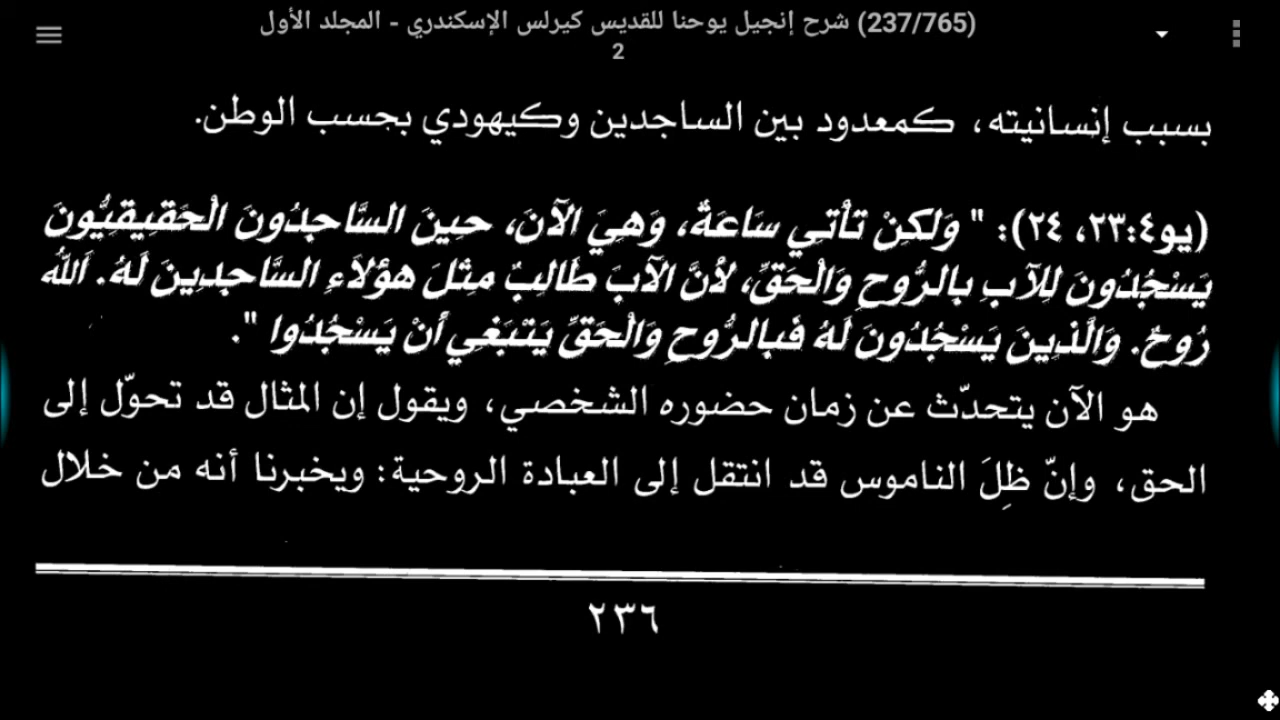 (237/765) شرح إنجيل يوحنا للقديس كيرلس الإسكندري - المجلد الأول
2
بسبب إنسانيته، كمعدود بين الساجدين وكيهودي بحسب الوطن.
(يو٢٣:٤، ٢٤): " وَلكِنْ تَأْتِي سَاعَةٌ، وَهِيَ الآنَ، حِينَ السَّاجِدُونَ الْحَقِيقِيُّونَ
يَسْجُدُونَ لِلآبِ بِالرُّوحِ وَالْحَقِّ، لأَنَّ الآبَ طَالِبٌ مِثْلَ هؤُلاَءِ السَّاجِدِينَ لَهُ. اَللهُ
رُوحٌ. وَالَّذِينَ يَسْجُدُونَ لَهُ فَبِالرُّوحِ وَالْحَقِّ يَنْبَغِي أَنْ يَسْجُدُوا ".
هو الآن يتحدّث عن زمان حضوره الشخصي، ويقول إن المثال قد تحوّل إلى
الحق، وإنّ ظِلَ الناموس قد انتقل إلى العبادة الروحية: ويخبرنا أنه من خلال
٢٣٦